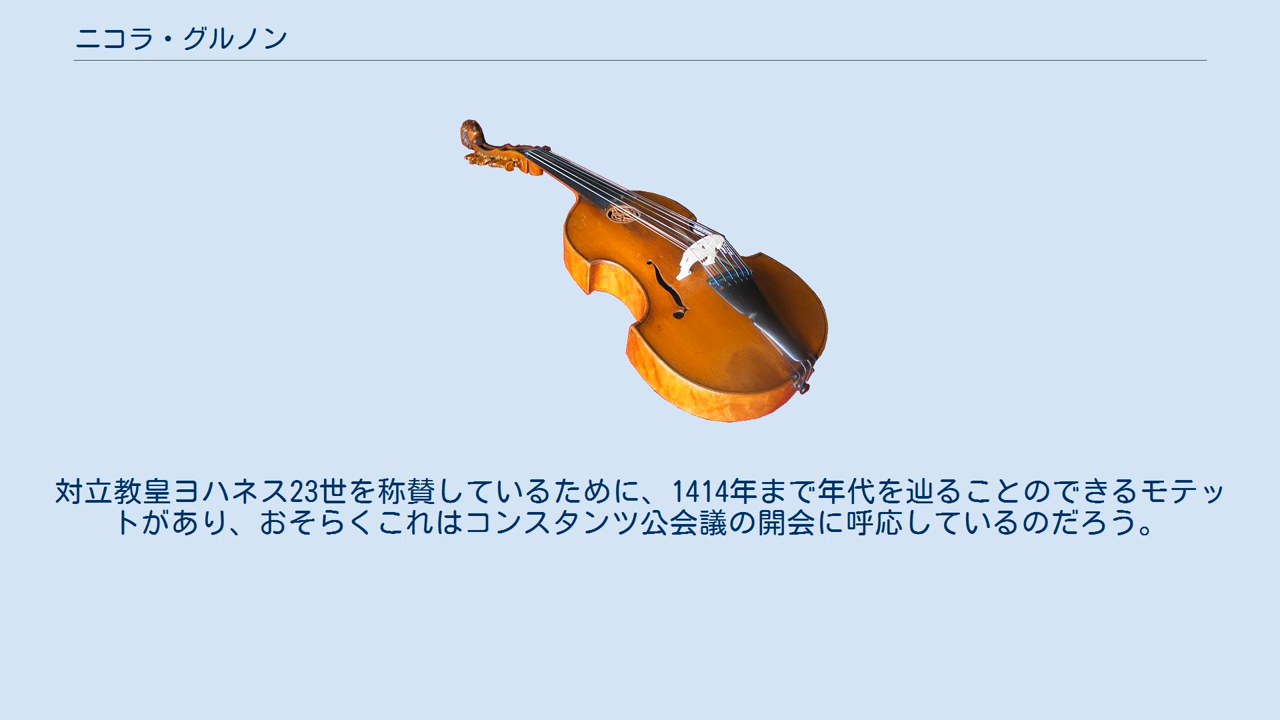 ニコラ・グルノン
対立教皇ヨハネス23世を称賛しているために、1414年まで年代を辿ることのできるモテッ
トがあり、おそらくこれはコンスタンツ公会議の開会に呼応しているのだろう。